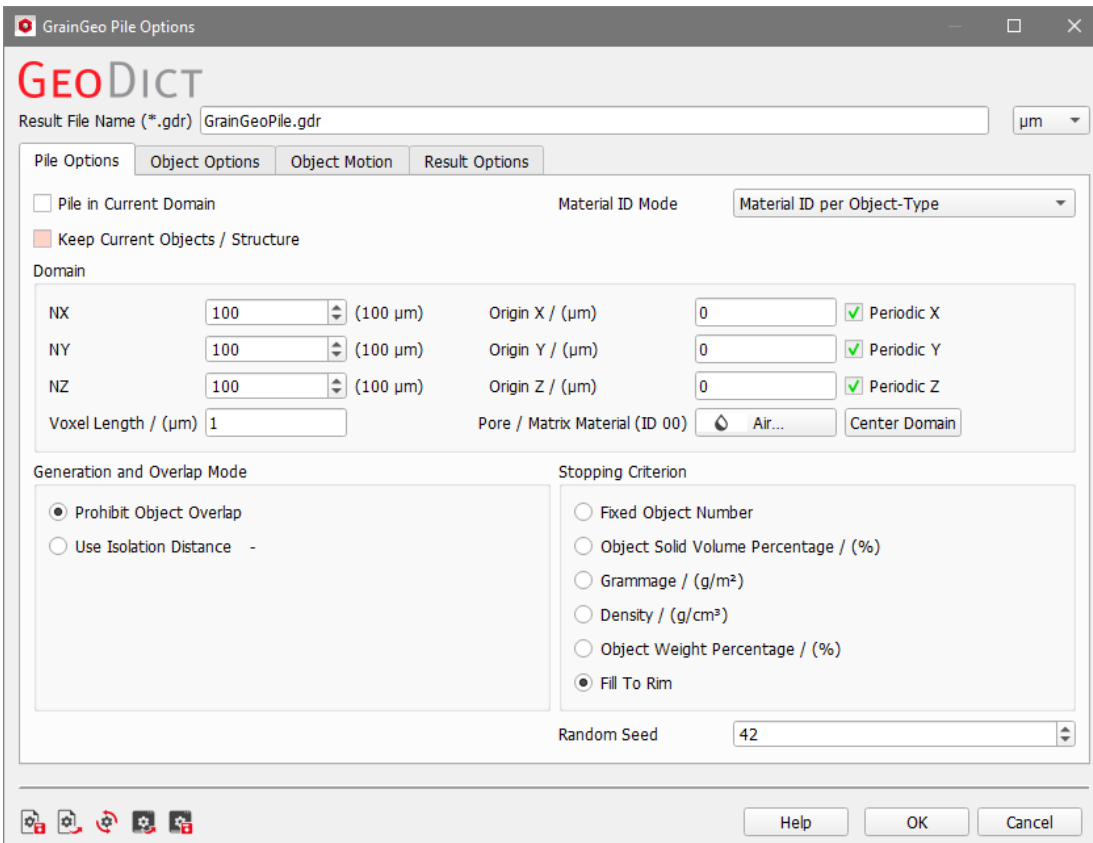 GrainGeo Pile Options
GEODICT
Result File Name (*.gdr) GrainGeoPile.gdr µm
Pile Options Object Options Object Motion Result Options
Pile in Current Domain Material ID Mode Material ID per Object-Type
Keep Current Objects / Structure
Domain
NX 100 (100 µm) Origin X / (µm) 0 Periodic X
NY 100 (100 µm) Origin Y / (µm) 0 Periodic Y
NZ 100 (100 µm) Origin Z / (µm) 0 Periodic Z
Voxel Length / (µm) 1 Pore / Matrix Material (ID 00) Air... Center Domain
Generation and Overlap Mode Stopping Criterion
Prohibit Object Overlap Fixed Object Number
Use Isolation Distance - Object Solid Volume Percentage / (%)
Grammage / (g/m²)
Density / (g/cm³)
Object Weight Percentage / (%)
Fill To Rim
Random Seed 42
Help OK Cancel